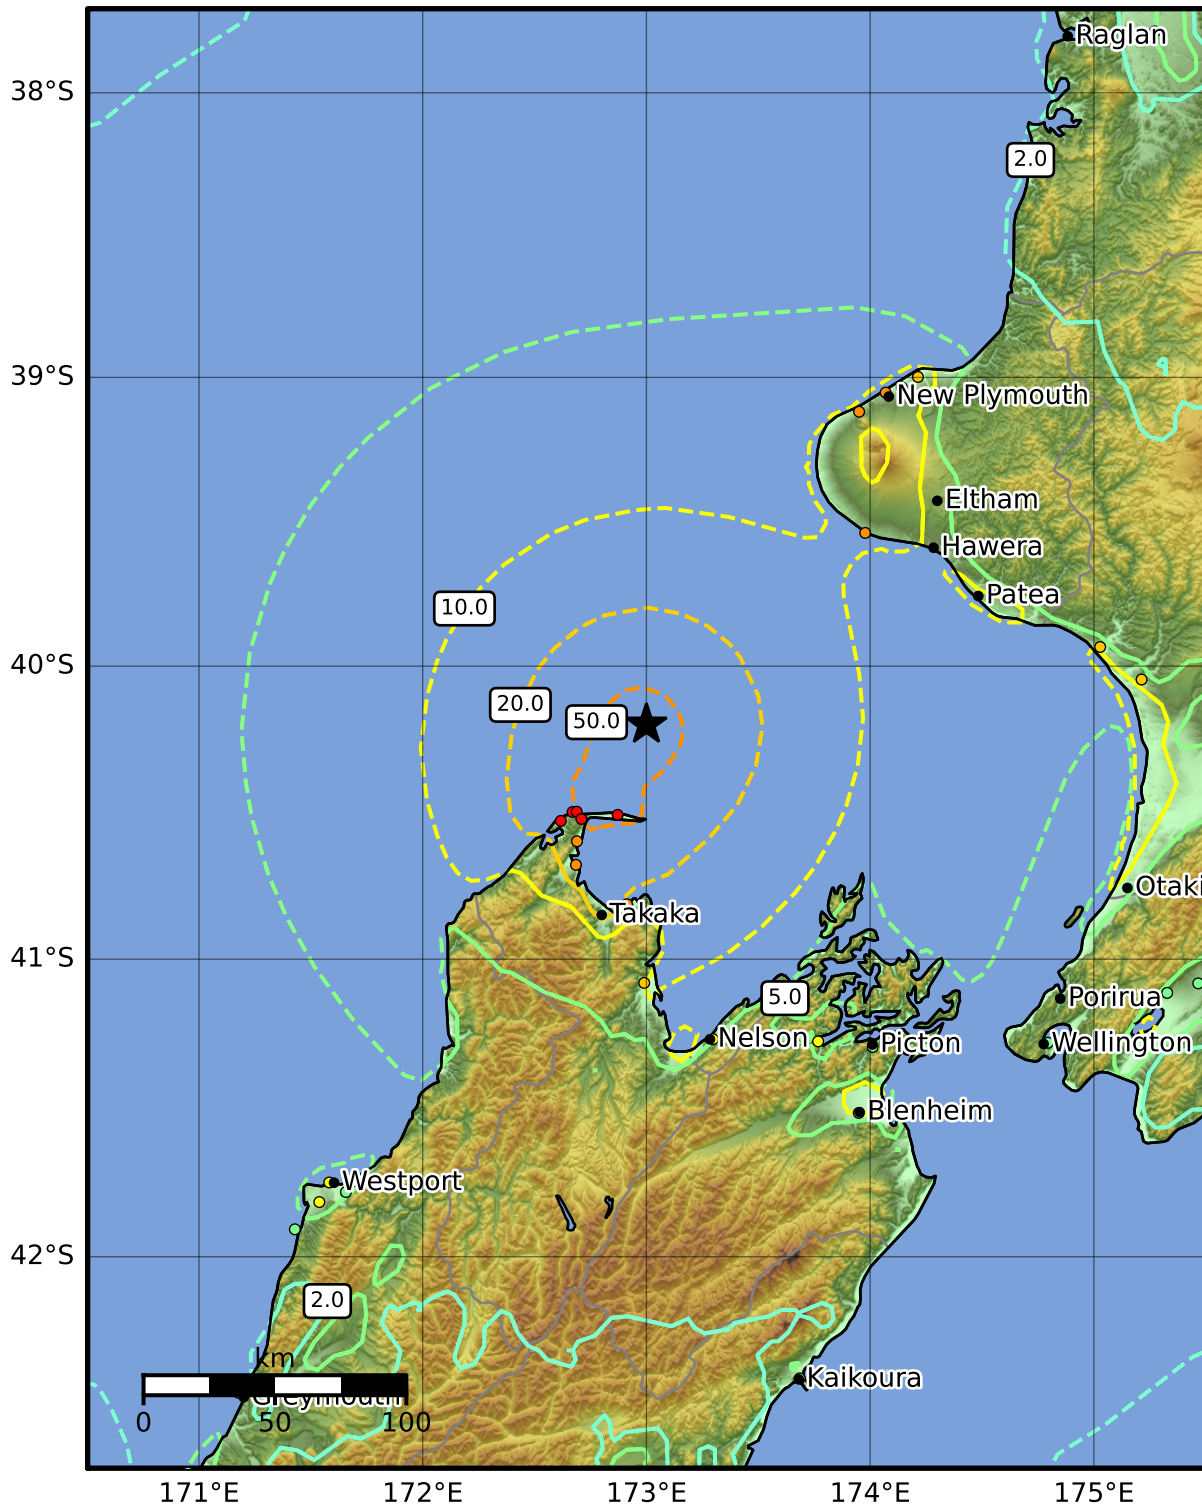 Raglan
38°S
2.0
39°S
New Plymouth
Eltham
Hawera
Patea
10.0
40°S
20.0
50.0
Otaki
Takaka
41°S
5.0
Porirua
Nelson
Picton
Wellington
Blenheim
Westport
42°S
2.0
km
Kaikoura
Greymouth
0 50 100
171°E 172°E 173°E 174°E 175°E